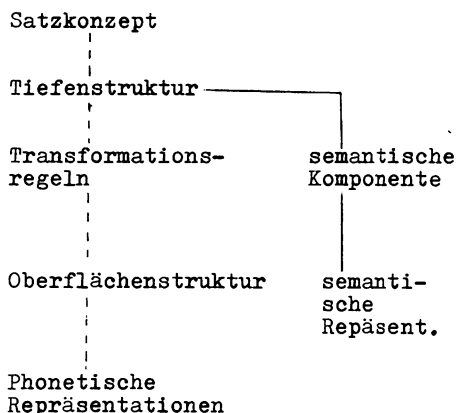 Satzkonzept
Tiefenstruktur
Transformations-
regeln
semantische
Komponente
Oberflächenstruktur
semanti-
sche
Repäsent.
Phonetische
Repräsentationen